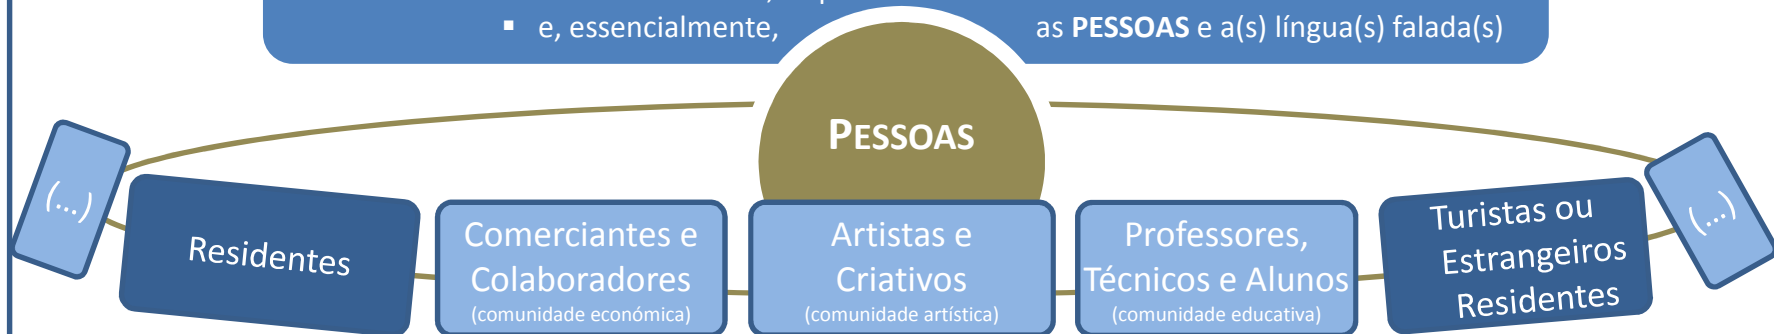 ▪ e, essencialmente, as PESSOAS e a(s) língua(s) falada(s)
PESSOAS
(...)
Residentes
Comerciantes e
Colaboradores
(comunidade económica)
Artistas e
Criativos
(comunidade artística)
Professores,
Técnicos e Alunos
(comunidade educativa)
Turistas ou
Estrangeiros
Residentes
(...)